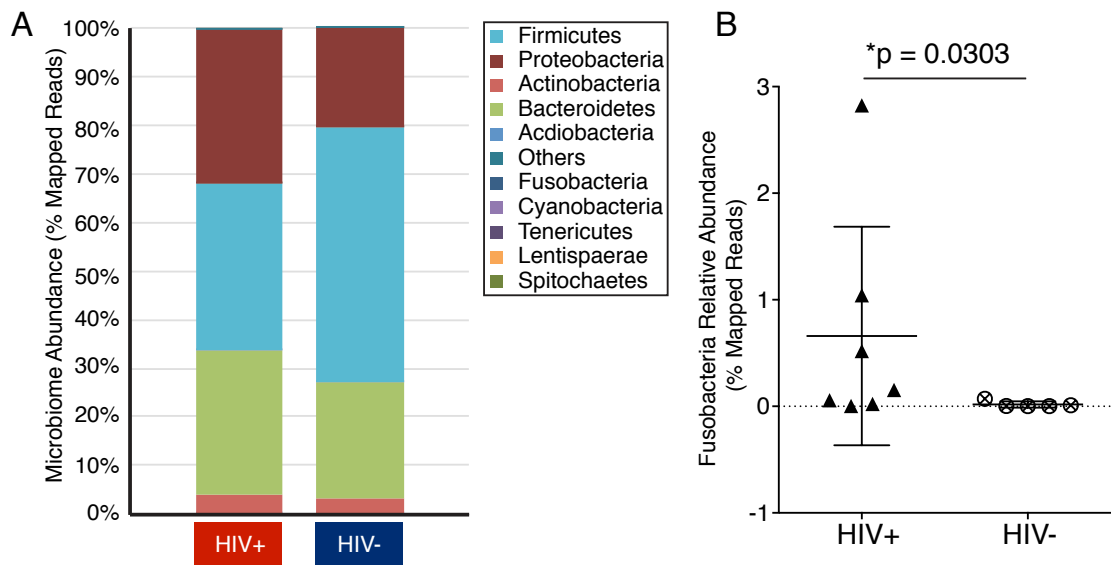 A
Microbiome Abundance (% Mapped Reads)
100%
90%
80%
70%
60%
50%
40%
30%
20%
10%
0%
HIV+
HIV-
Firmicutes
Proteobacteria
Actinobacteria
Bacteroidetes
Acdiobacteria
Others
Fusobacteria
Cyanobacteria
Tenericutes
Lentispaerae
Spitochaetes
B
*p = 0.0303
Fusobacteria Relative Abundance
(% Mapped Reads)
3
2
1
0
-1
HIV+
HIV-